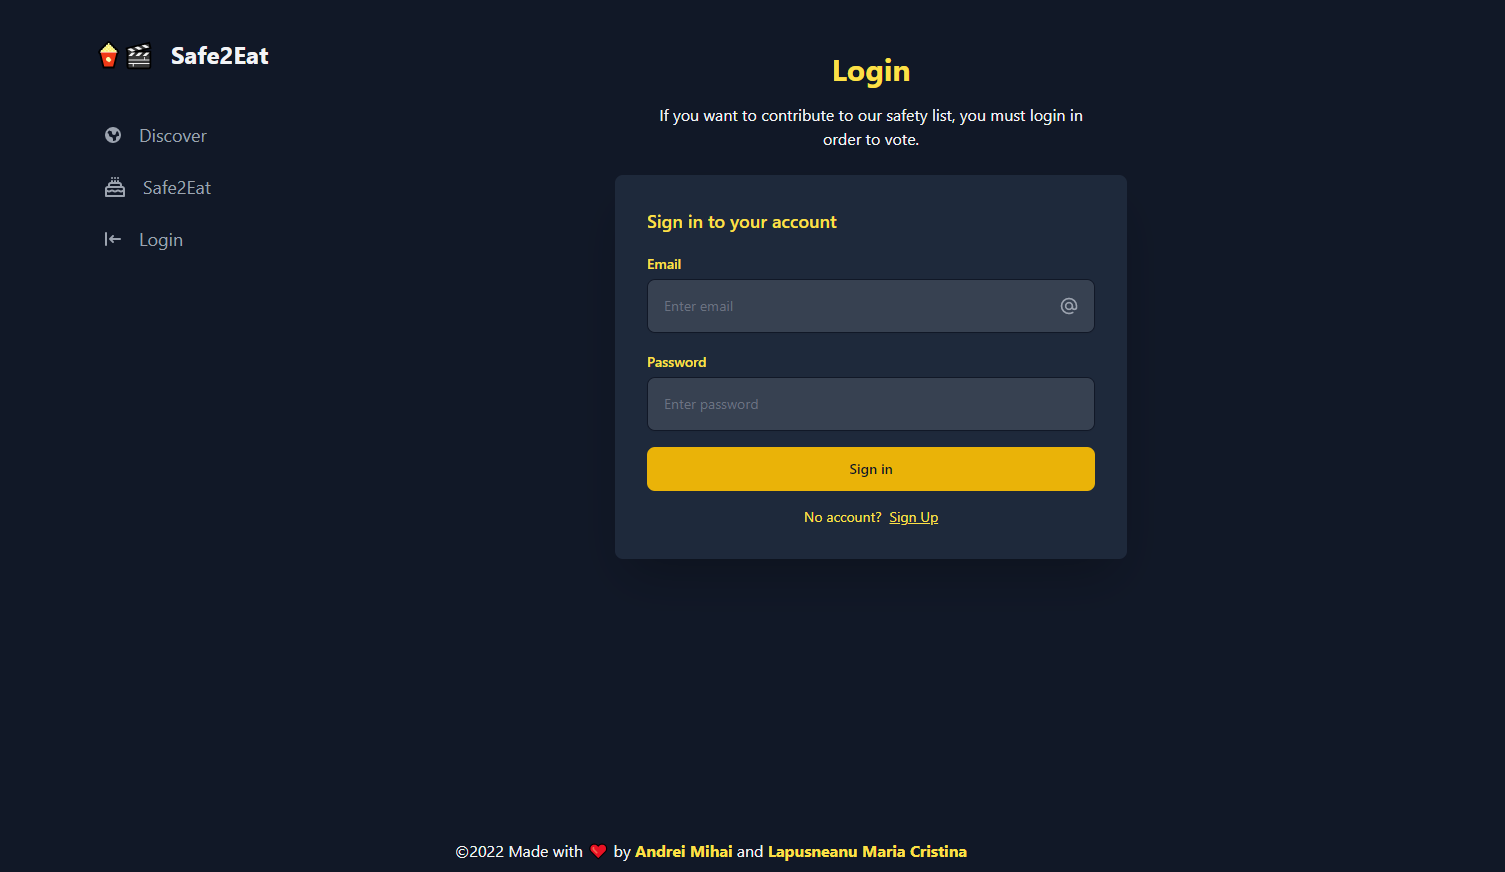 Safe2Eat
Discover
Safe2Eat
Login
Login
If you want to contribute to our safety list, you must login in
order to vote.
Sign in to your account
Email
Enter email
@
Password
Enter password
Sign in
No account? Sign Up
©2022 Made with ❤️ by Andrei Mihai and Lapusneanu Maria Cristina